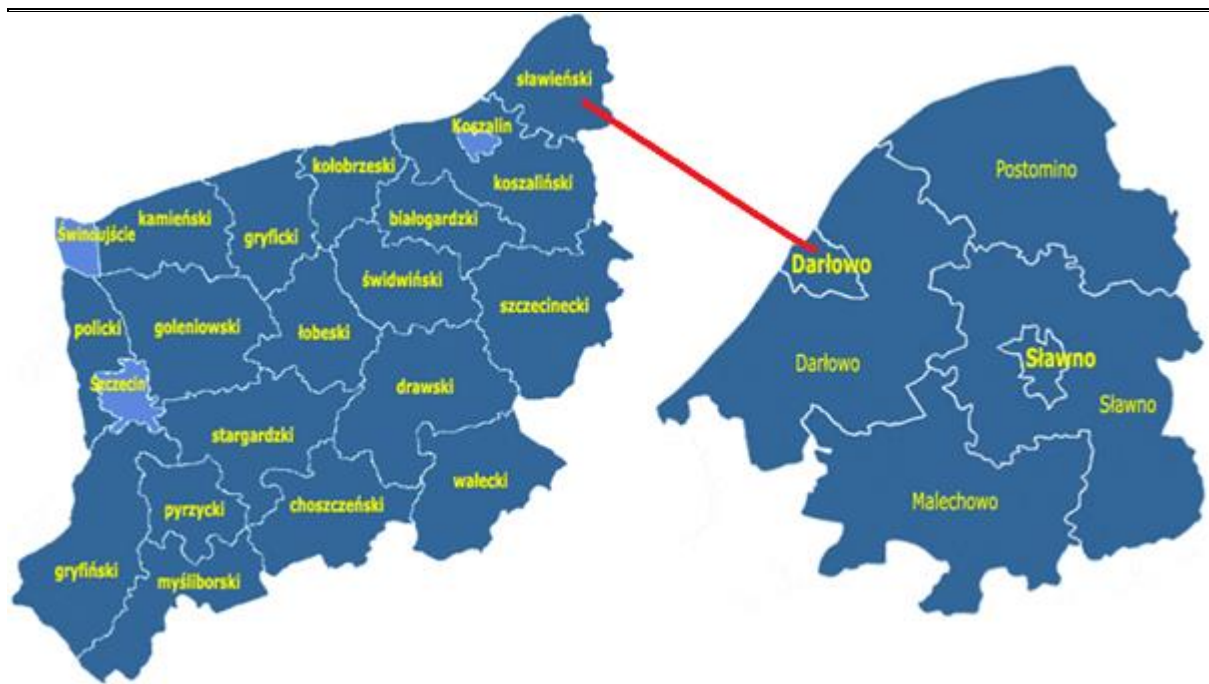 sławieński
Koszalin
kołobrzeski
koszaliński
kamieński
białogardzki
Świnoujście
gryficki
świdwiński
szczecinecki
policki
goleniowski
łobeski
Szczecin
drawski
stargardzki
wałecki
choszczeński
pyrzycki
gryfiński
myśliborski
Postomino
Darłowo
Darłowo
Sławno
Sławno
Malechowo